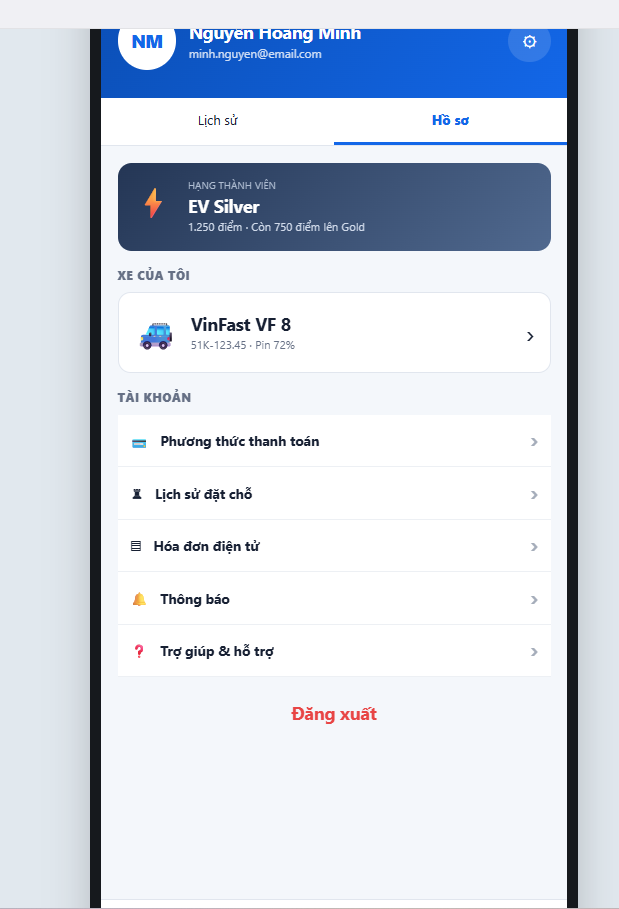 NM
Nguyễn Hoàng Minh
minh.nguyen@email.com
Lịch sử
Hồ sơ
HẠNG THÀNH VIÊN
EV Silver
1.250 điểm · Còn 750 điểm lên Gold
XE CỦA TÔI
VinFast VF 8
51K-123.45 · Pin 72%
TÀI KHOẢN
Phương thức thanh toán
Lịch sử đặt chỗ
Hóa đơn điện tử
Thông báo
Trợ giúp & hỗ trợ
Đăng xuất